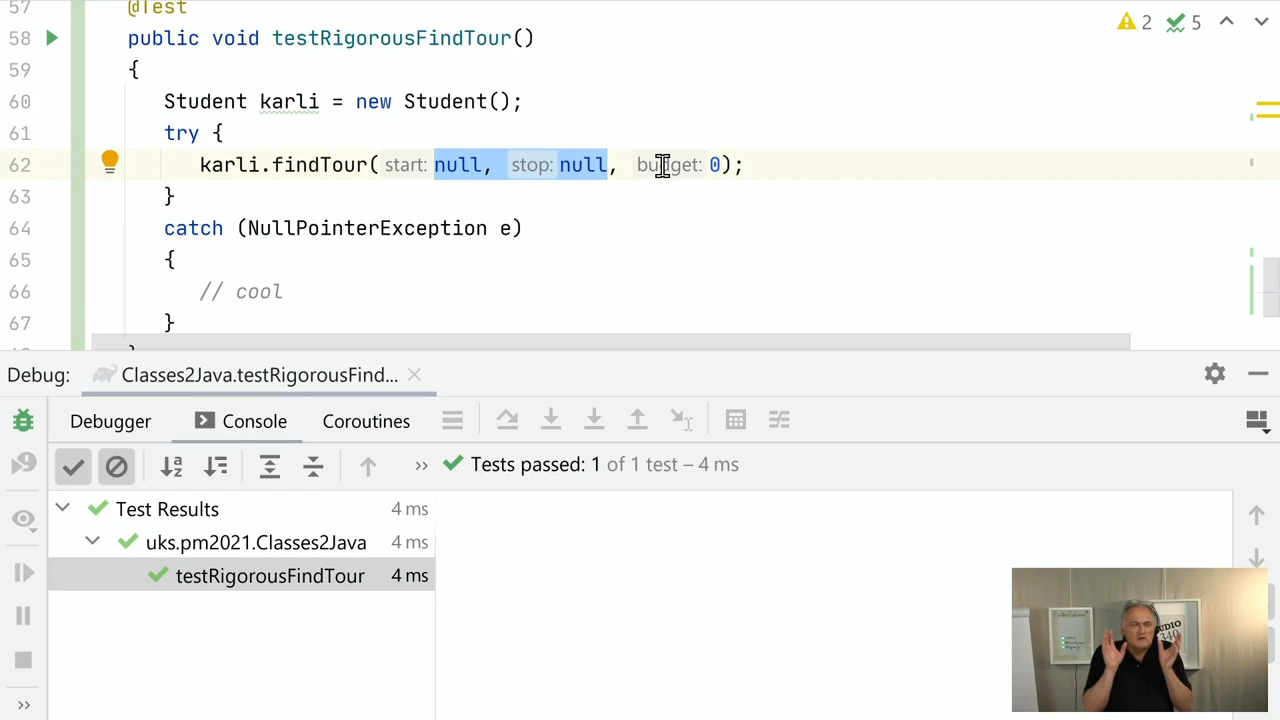 57 @Test
58 public void testRigorousFindTour()
59 {
60 Student karli = new Student();
61 try {
62 karli.findTour( start: null, stop: null, budget: 0);
63 }
64 catch (NullPointerException e)
65 {
66 // cool
67 }
2 5
Debug: Classes2Java.testRigorousFind...
Debugger Console Coroutines
Tests passed: 1 of 1 test – 4 ms
Test Results 4 ms
uks.pm2021.Classes2Java 4 ms
testRigorousFindTour 4 ms